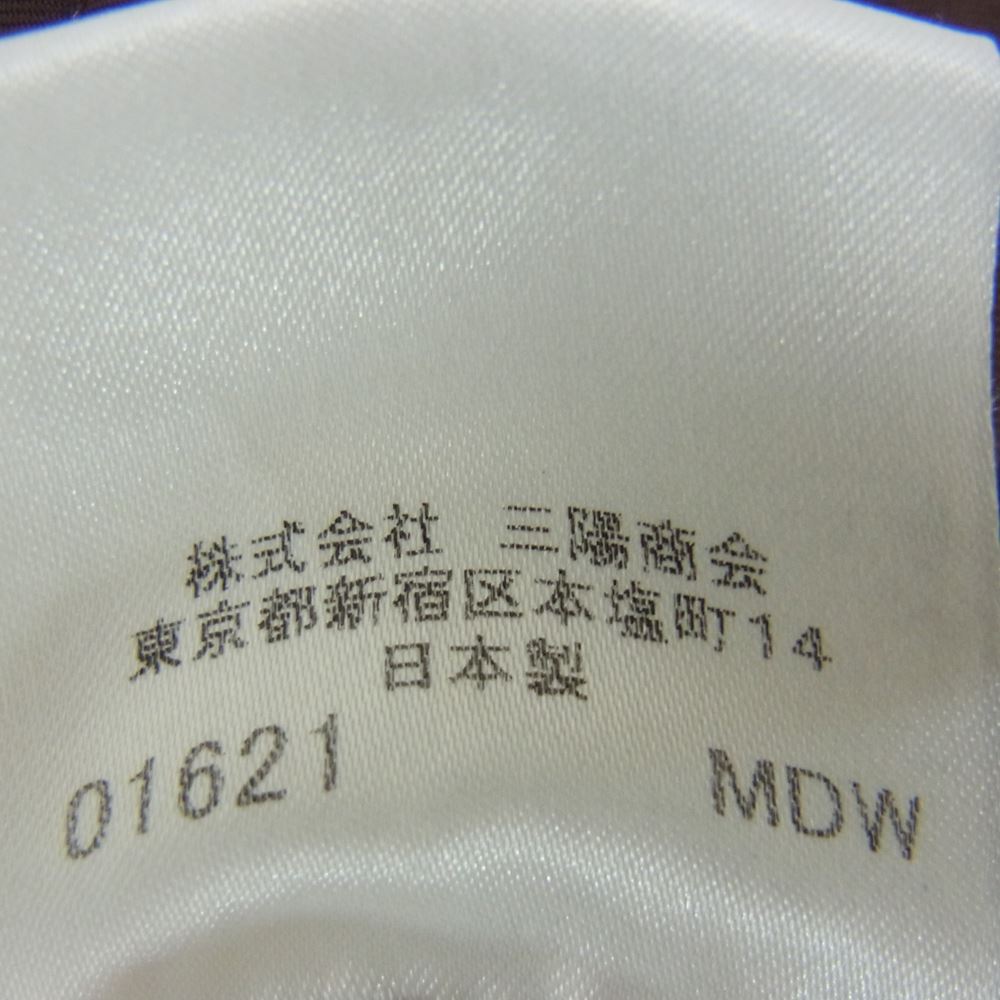 株式会社 三陽商会
東京都新宿区本塩町14
日本製
01621 MDW